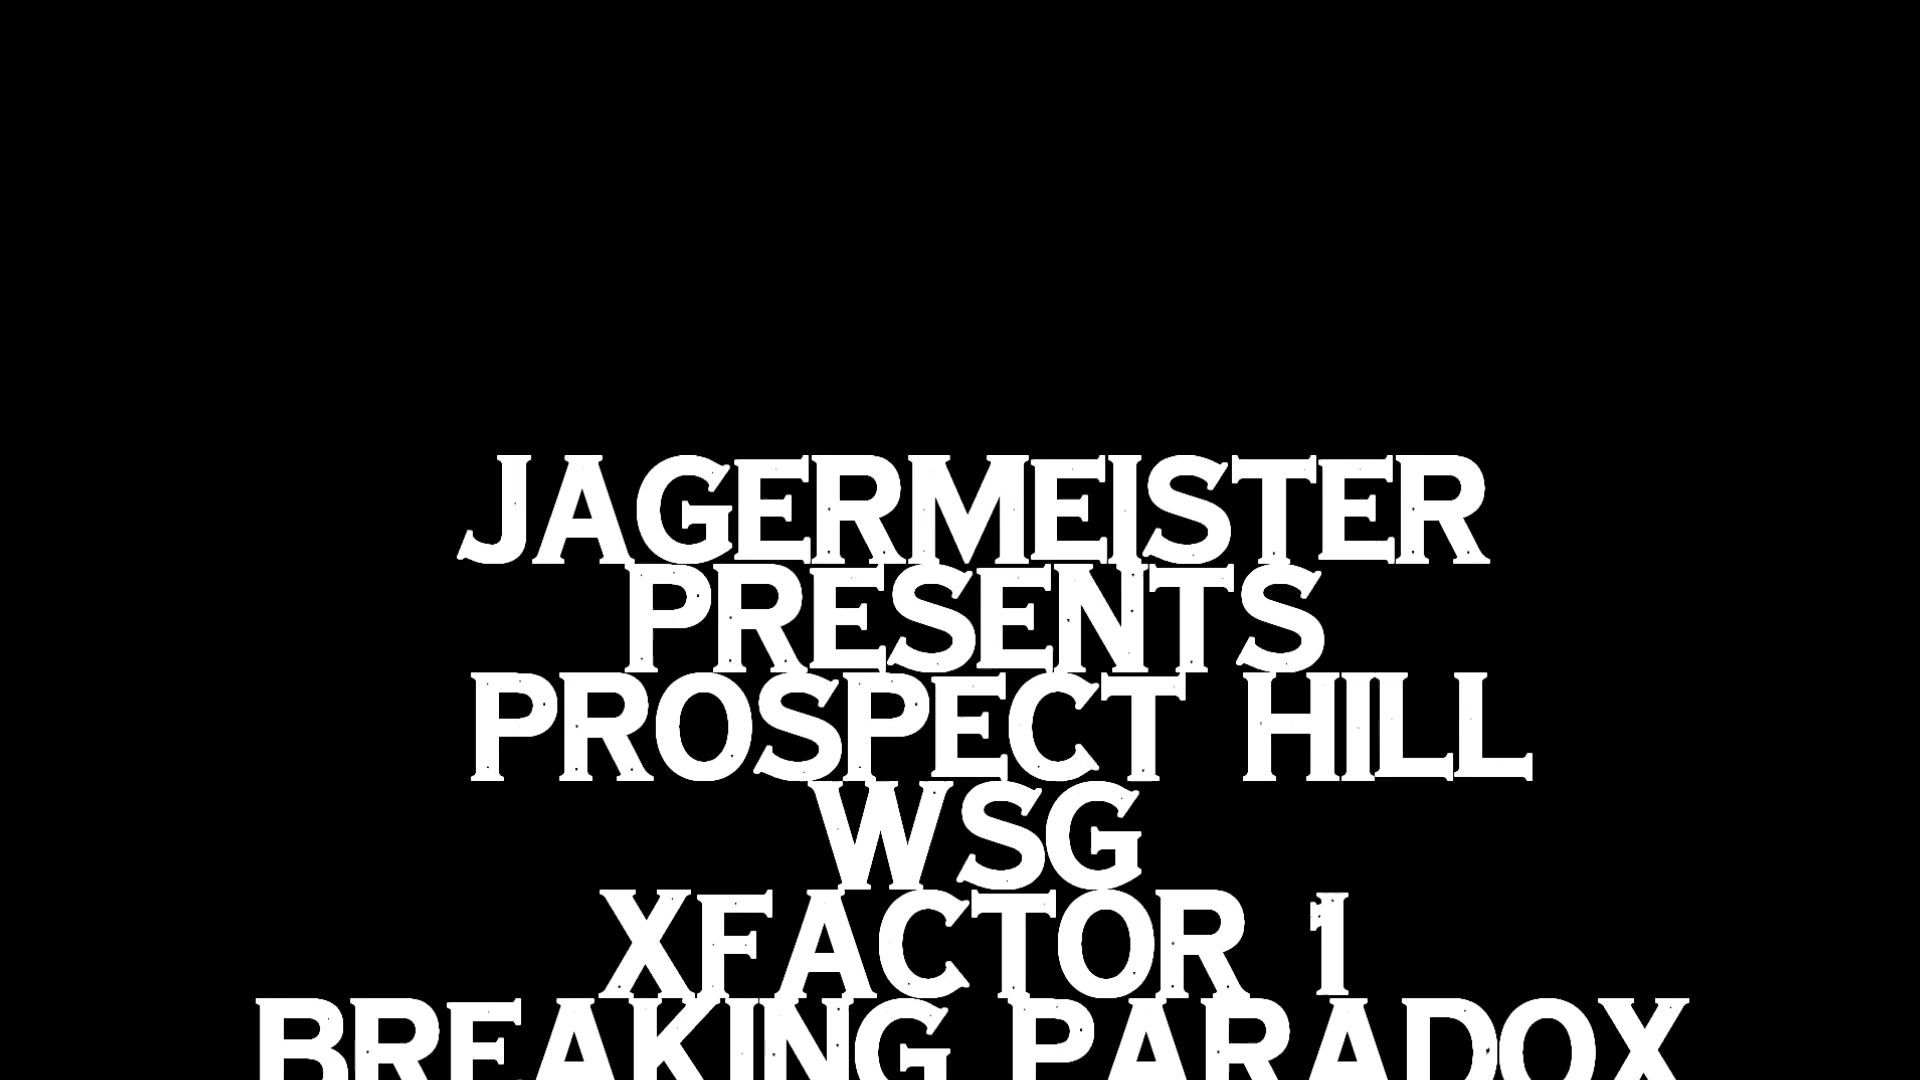 JAGERMEISTER
PRESENTS
PROSPECT HILL
WSG
XFACTOR 1
BREAKING PARADOX